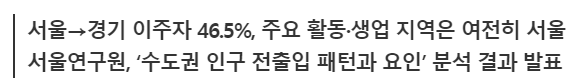 서울→경기 이주자 46.5%, 주요 활동·생업 지역은 여전히 서울
서울연구원, ‘수도권 인구 전출입 패턴과 요인’ 분석 결과 발표